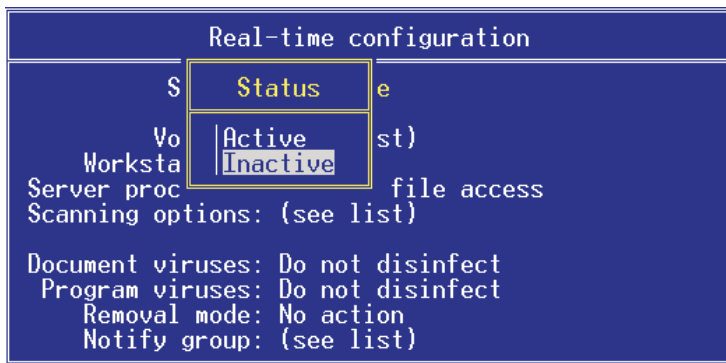 Real-time configuration
S Status e
Vo Active st)
Worksta Inactive
Server proc file access
Scanning options: (see list)
Document viruses: Do not disinfect
Program viruses: Do not disinfect
Removal mode: No action
Notify group: (see list)